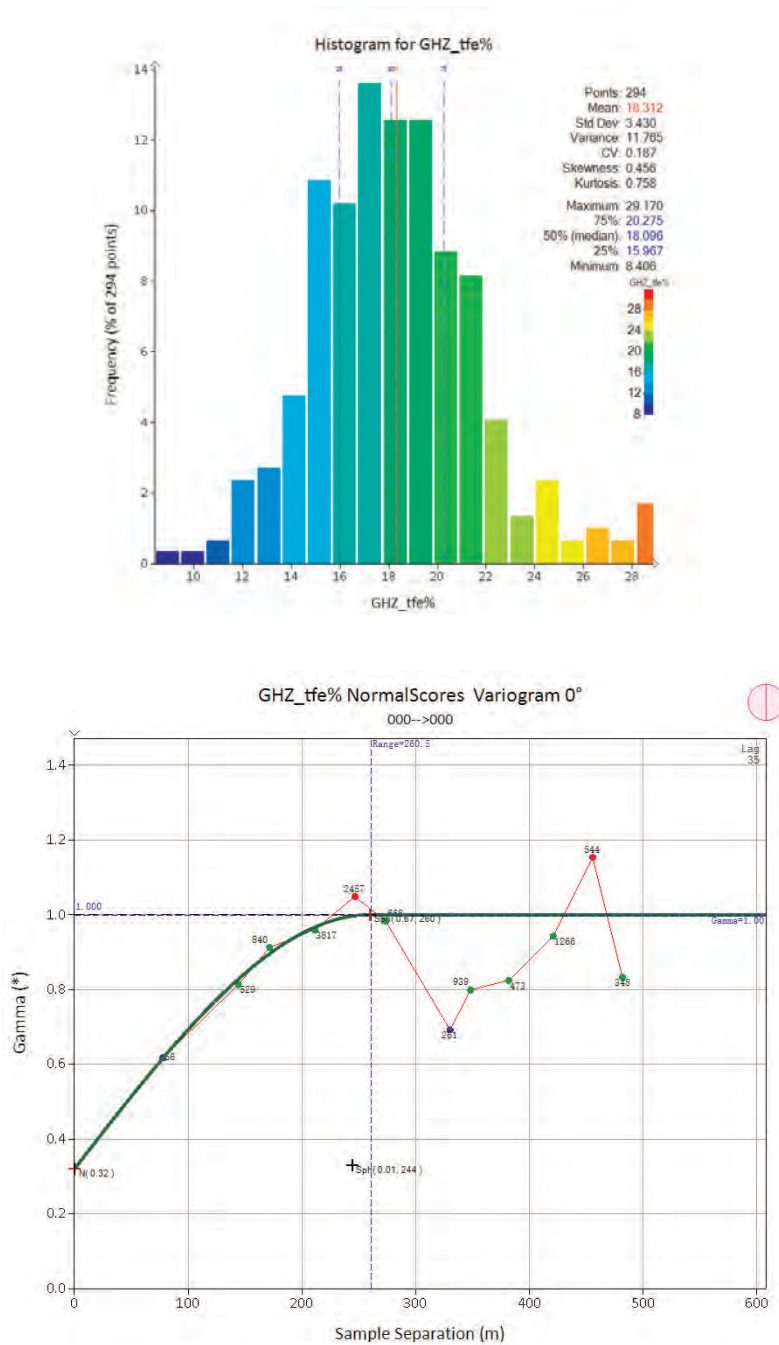 Histogram for GHZ_tfe%
14
12
10
8
6
4
2
0
Frequency (% of 294 points)
Points: 294
Mean: 18.312
Std Dev: 3.430
Variance: 11.765
CV: 0.187
Skewness: 0.456
Kurtosis: 0.758
Maximum: 29.170
75%: 20.275
50% (median): 18.096
25%: 15.967
Minimum: 8.406
GHZ_tfe%
28
24
20
16
12
8
10 12 14 16 18 20 22 24 26 28
GHZ_tfe%
GHZ_tfe% NormalScores Variogram 0°
000-->000
Range=260.5
Lag
35
1.4
1.2
1.0
0.8
0.6
0.4
0.2
0.0
Gamma (*)
1.000
2457
544
840
3817
Sph(0.67, 260)
Gamma=1.00
1266
329
939
473
348
261
66
N(0.32)
Sph(0.01, 244)
0 100 200 300 400 500 600
Sample Separation (m)